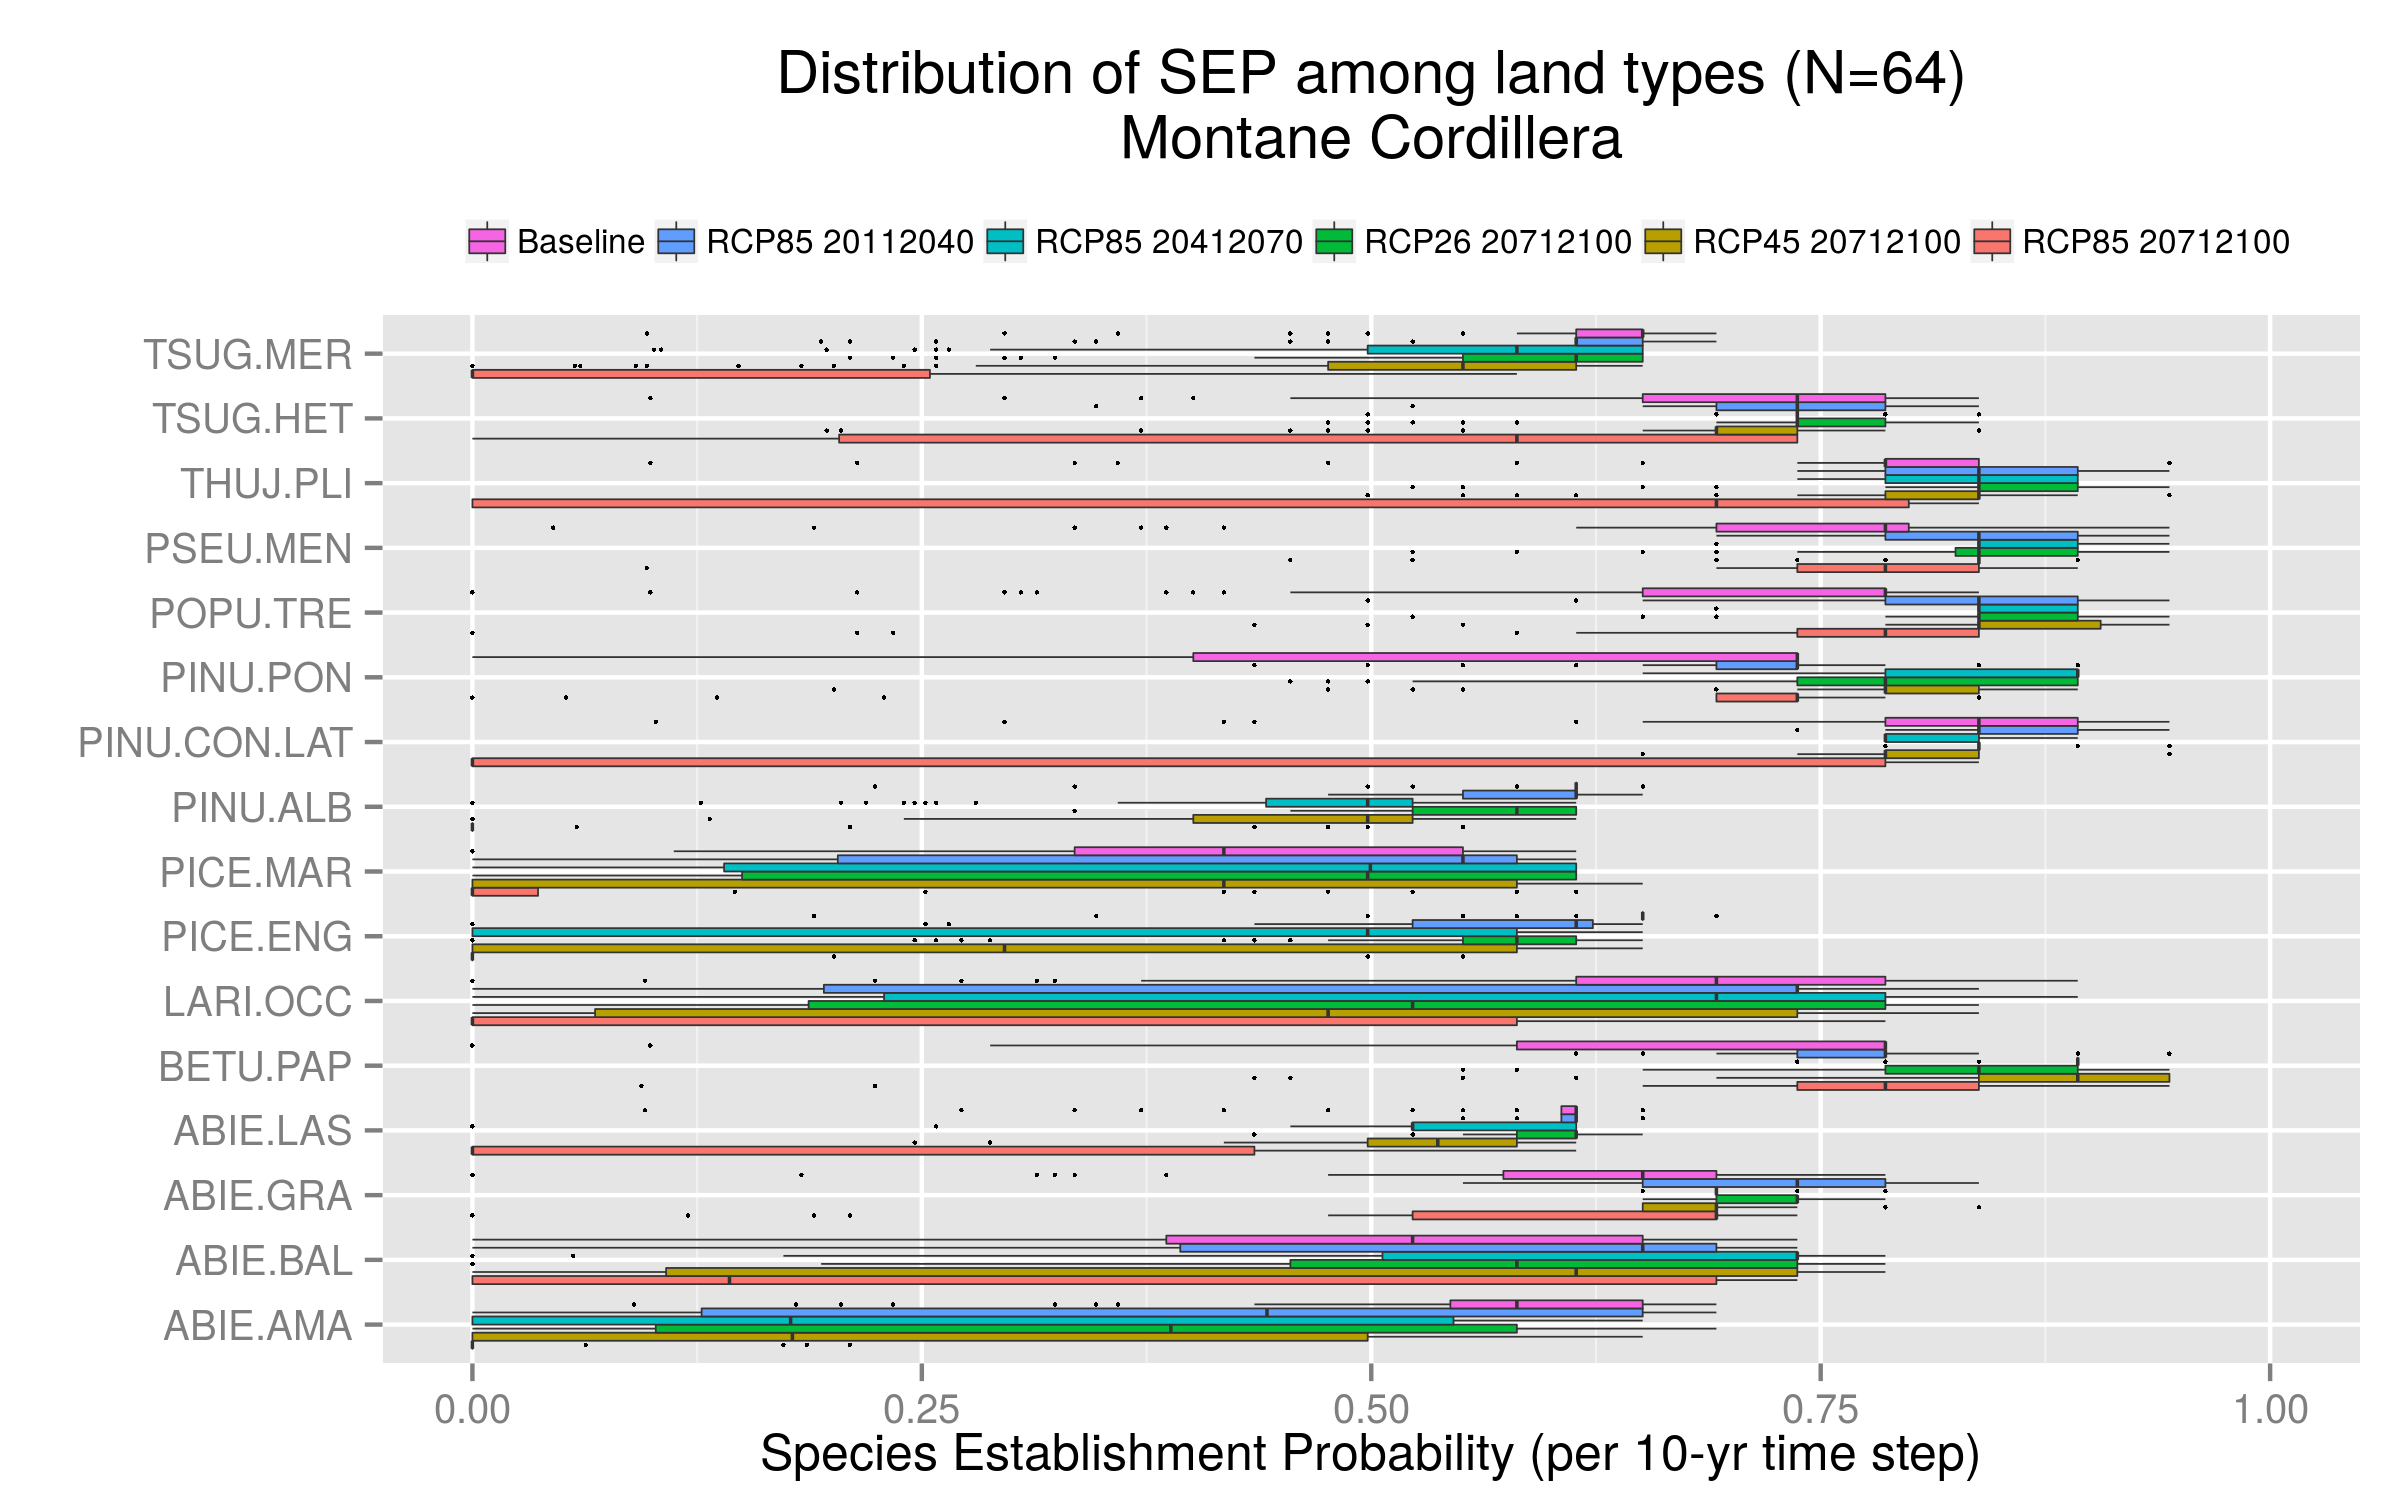 Distribution of SEP among land types (N=64)
Montane Cordillera
Baseline RCP85 20112040 RCP85 20412070 RCP26 20712100 RCP45 20712100 RCP85 20712100
TSUG.MER
TSUG.HET
THUJ.PLI
PSEU.MEN
POPU.TRE
PINU.PON
PINU.CON.LAT
PINU.ALB
PICE.MAR
PICE.ENG
LARI.OCC
BETU.PAP
ABIE.LAS
ABIE.GRA
ABIE.BAL
ABIE.AMA
0.00 0.25 0.50 0.75 1.00
Species Establishment Probability (per 10-yr time step)